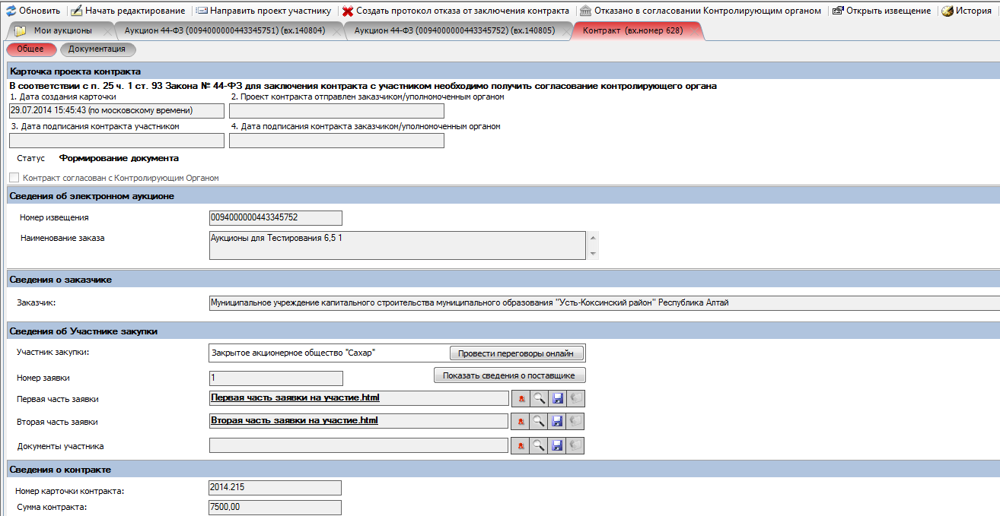 Обновить Начать редактирование Направить проект участнику Создать протокол отказа от заключения контракта Отказано в согласовании Контролирующим органом Открыть извещение История
Мои аукционы Аукцион 44-ФЗ (0094000000443345751) (вх.140804) Аукцион 44-ФЗ (0094000000443345752) (вх.140805) Контракт (вх.номер 628)
Общее Документация
Карточка проекта контракта
В соответствии с п. 25 ч. 1 ст. 93 Закона № 44-ФЗ для заключения контракта с участником необходимо получить согласование контролирующего органа
1. Дата создания карточки 2. Проект контракта отправлен заказчиком/уполномоченным органом
29.07.2014 15:45:43 (по московскому времени)
3. Дата подписания контракта участником 4. Дата подписания контракта заказчиком/уполномоченным органом
Статус Формирование документа
Контракт согласован с Контролирующим Органом
Сведения об электронном аукционе
Номер извещения 0094000000443345752
Наименование заказа Аукционы для Тестирования 6,5 1
Сведения о заказчике
Заказчик: Муниципальное учреждение капитального строительства муниципального образования "Усть-Коксинский район" Республика Алтай
Сведения об Участнике закупки
Участник закупки: Закрытое акционерное общество "Сахар" Провести переговоры онлайн
Номер заявки 1 Показать сведения о поставщике
Первая часть заявки Первая часть заявки на участие.html
Вторая часть заявки Вторая часть заявки на участие.html
Документы участника
Сведения о контракте
Номер карточки контракта: 2014.215
Сумма контракта: 7500,00